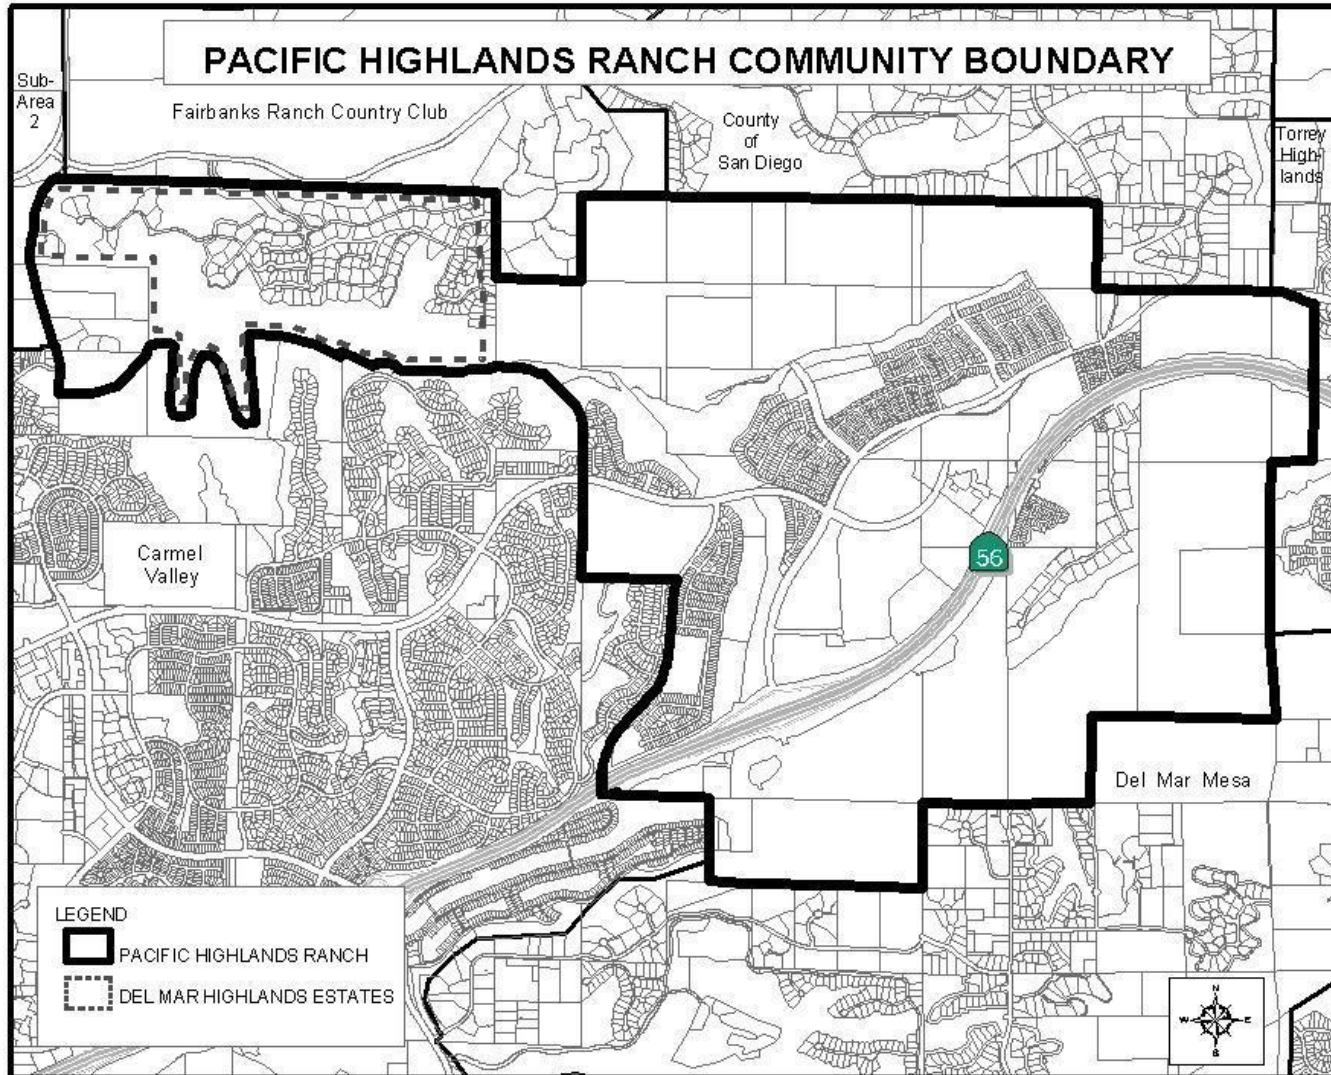 PACIFIC HIGHLANDS RANCH COMMUNITY BOUNDARY
Sub-
Area
2
Fairbanks Ranch Country Club
County
of
San Diego
Torrey
High-
lands
Carmel
Valley
56
Del Mar Mesa
LEGEND
PACIFIC HIGHLANDS RANCH
DEL MAR HIGHLANDS ESTATES
N
W
E
S